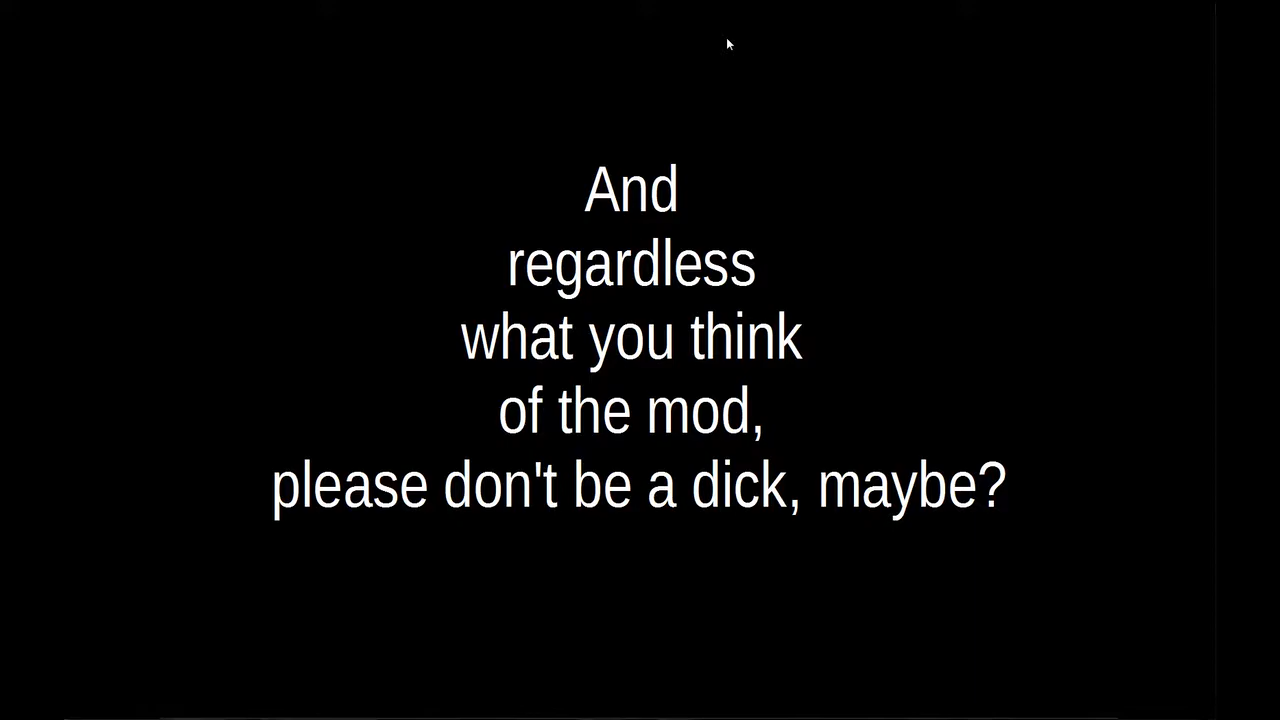 And
regardless
what you think
of the mod,
please don't be a dick, maybe?